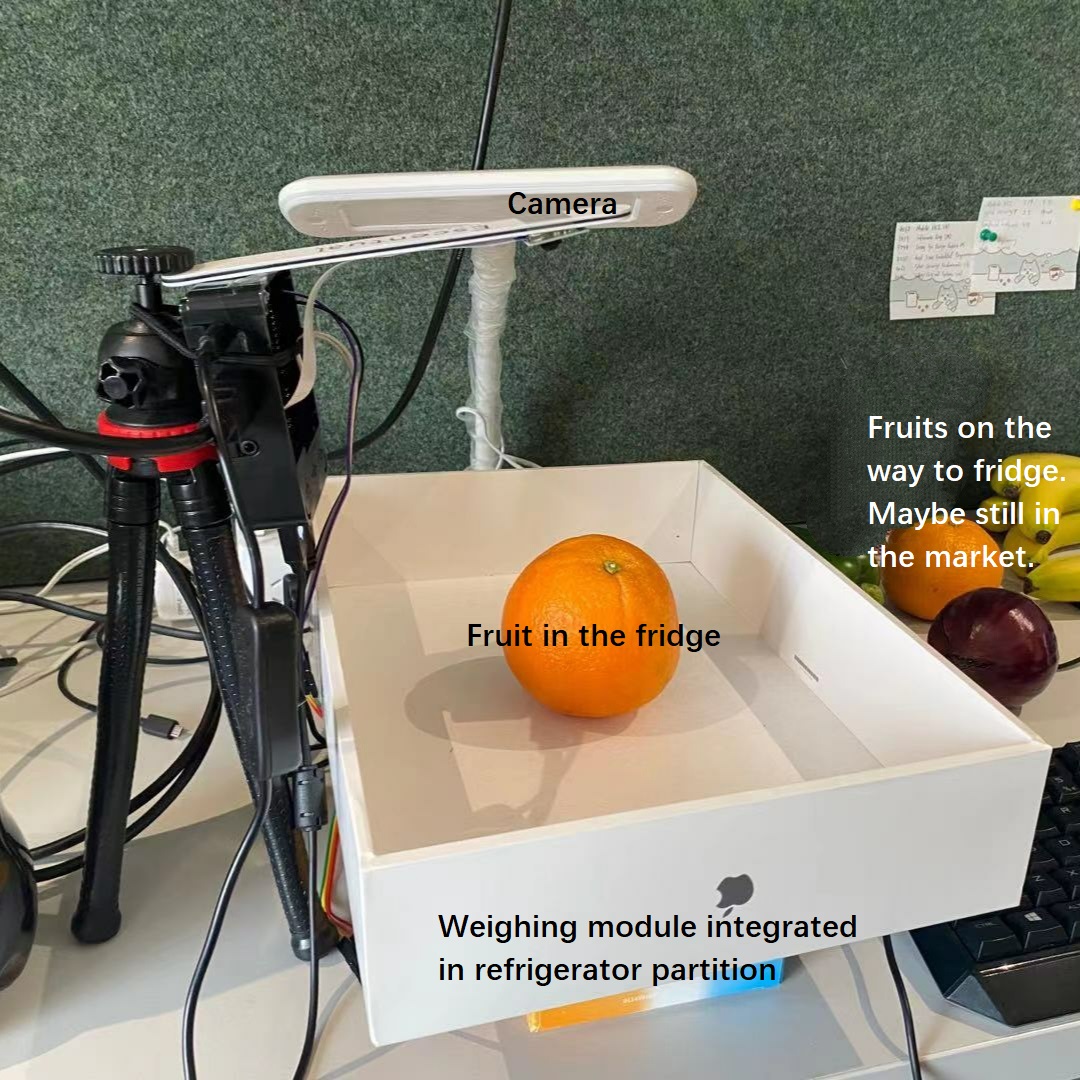 Camera
Fruits on the
way to fridge.
Maybe still in
the market.
Fruit in the fridge
Weighing module integrated
in refrigerator partition